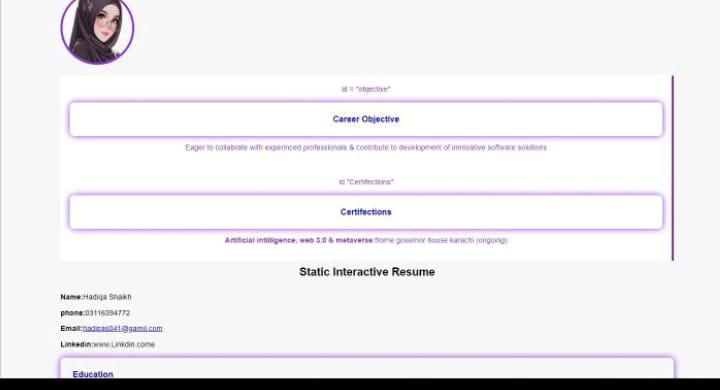 id = "objective"
Career Objective
Eager to collabrate with experinced professionals & contribute to development of innovative software solutions
id "Certifections"
Certifections
Artificial intilligence, web 3.0 & metaverse:frome governor house karachi (ongoing)
Static Interactive Resume
Name:Hadiqa Shaikh
phone:03116394772
Email:hadiqas041@gamil.com
Linkedin:www.Linkdin.come
Education